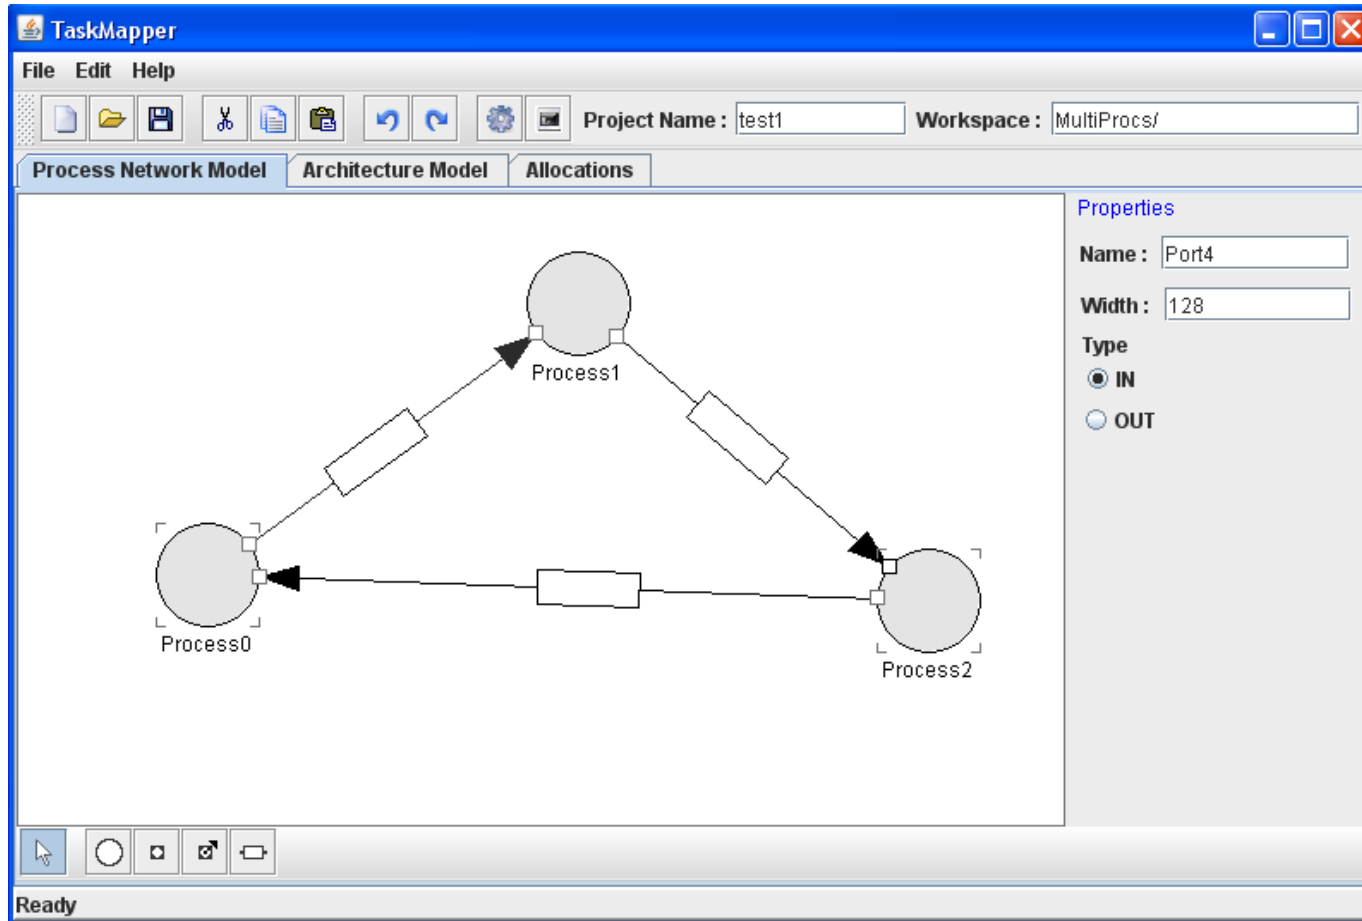 TaskMapper
File Edit Help
Project Name : test1 Workspace : MultiProcs/
Process Network Model Architecture Model Allocations
Properties
Name : Port4
Width : 128
Type
IN
OUT
Process1
Process0
Process2
Ready